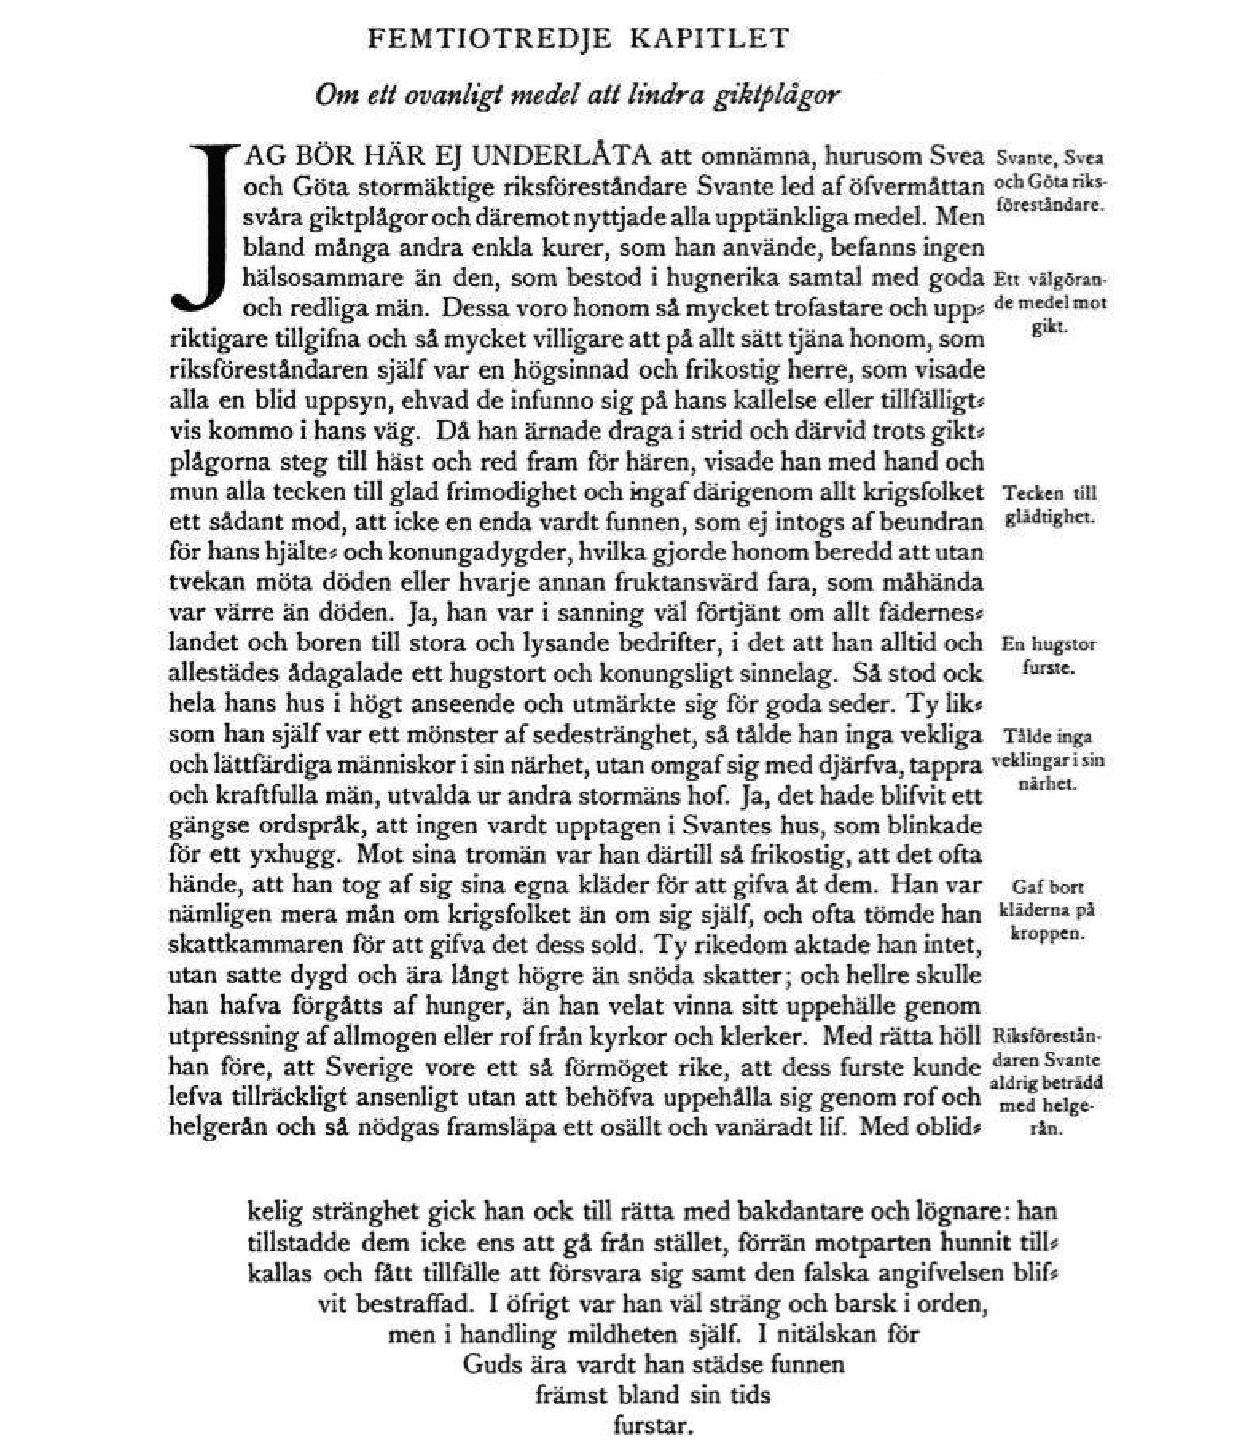 FEMTIOTREDJE KAPITLET
Om ett ovanligt medel att lindra giktplågor
JAG BÖR HÄR EJ UNDERLÅTA att omnämna, hurusom Svea
och Göta stormäktige riksföreståndare Svante led af öfvermåttan
svåra giktplågor och däremot nyttjade alla upptänkliga medel. Men
bland många andra enkla kurer, som han använde, befanns ingen
hälsosammare än den, som bestod i hugnerika samtal med goda
och redliga män. Dessa voro honom så mycket trofastare och upp⸗
riktigare tillgifna och så mycket villigare att på allt sätt tjäna honom, som
riksföreståndaren själf var en högsinnad och frikostig herre, som visade
alla en blid uppsyn, ehvad de infunno sig på hans kallelse eller tillfälligt⸗
vis kommo i hans väg. Då han ärnade draga i strid och därvid trots gikt⸗
plågorna steg till häst och red fram för hären, visade han med hand och
mun alla tecken till glad frimodighet och ingaf därigenom allt krigsfolket
ett sådant mod, att icke en enda vardt funnen, som ej intogs af beundran
för hans hjälte⸗ och konungadygder, hvilka gjorde honom beredd att utan
tvekan möta döden eller hvarje annan fruktansvärd fara, som måhända
var värre än döden. Ja, han var i sanning väl förtjänt om allt fädernes⸗
landet och boren till stora och lysande bedrifter, i det att han alltid och
allestädes ådagalade ett hugstort och konungsligt sinnelag. Så stod ock
hela hans hus i högt anseende och utmärkte sig för goda seder. Ty lik⸗
som han själf var ett mönster af sedestränghet, så tålde han inga vekliga
och lättfärdiga människor i sin närhet, utan omgaf sig med djärfva, tappra
och kraftfulla män, utvalda ur andra stormäns hof. Ja, det hade blifvit ett
gängse ordspråk, att ingen vardt upptagen i Svantes hus, som blinkade
för ett yxhugg. Mot sina tromän var han därtill så frikostig, att det ofta
hände, att han tog af sig sina egna kläder för att gifva åt dem. Han var
nämligen mera mån om krigsfolket än om sig själf, och ofta tömde han
skattkammaren för att gifva det dess sold. Ty rikedom aktade han intet,
utan satte dygd och ära långt högre än snöda skatter; och hellre skulle
han hafva förgåtts af hunger, än han velat vinna sitt uppehälle genom
utpressning af allmogen eller rof från kyrkor och klerker. Med rätta höll
han före, att Sverige vore ett så förmöget rike, att dess furste kunde
lefva tillräckligt ansenligt utan att behöfva uppehålla sig genom rof och
helgerån och så nödgas framsläpa ett osällt och vanäradt lif. Med oblid⸗
Svante, Svea
och Göta riks-
föreståndare.
Ett välgöran-
de medel mot
gikt.
Tecken till
glädtighet.
En hugstor
furste.
Tålde inga
veklingar i sin
närhet.
Gaf bort
kläderna på
kroppen.
Riksförestån-
daren Svante
aldrig beträdd
med helge-
rån.
kelig stränghet gick han ock till rätta med bakdantare och lögnare: han
tillstadde dem icke ens att gå från stället, förrän motparten hunnit till⸗
kallas och fått tillfälle att försvara sig samt den falska angifvelsen blif⸗
vit bestraffad. I öfrigt var han väl sträng och barsk i orden,
men i handling mildheten själf. I nitälskan för
Guds ära vardt han städse funnen
främst bland sin tids
furstar.